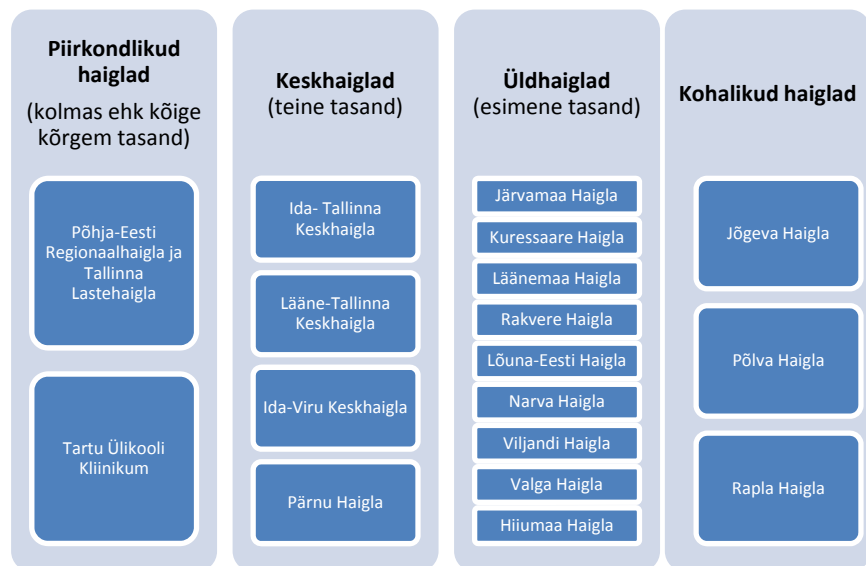 Piirkondlikud
haiglad
(kolmas ehk kõige
kõrgem tasand)
Põhja-Eesti
Regionaalhaigla ja
Tallinna
Lastehaigla
Tartu Ülikooli
Kliinikum
Keskhaiglad
(teine tasand)
Ida- Tallinna
Keskhaigla
Lääne-Tallinna
Keskhaigla
Ida-Viru Keskhaigla
Pärnu Haigla
Üldhaiglad
(esimene tasand)
Järvamaa Haigla
Kuressaare Haigla
Läänemaa Haigla
Rakvere Haigla
Lõuna-Eesti Haigla
Narva Haigla
Viljandi Haigla
Valga Haigla
Hiiumaa Haigla
Kohalikud haiglad
Jõgeva Haigla
Põlva Haigla
Rapla Haigla